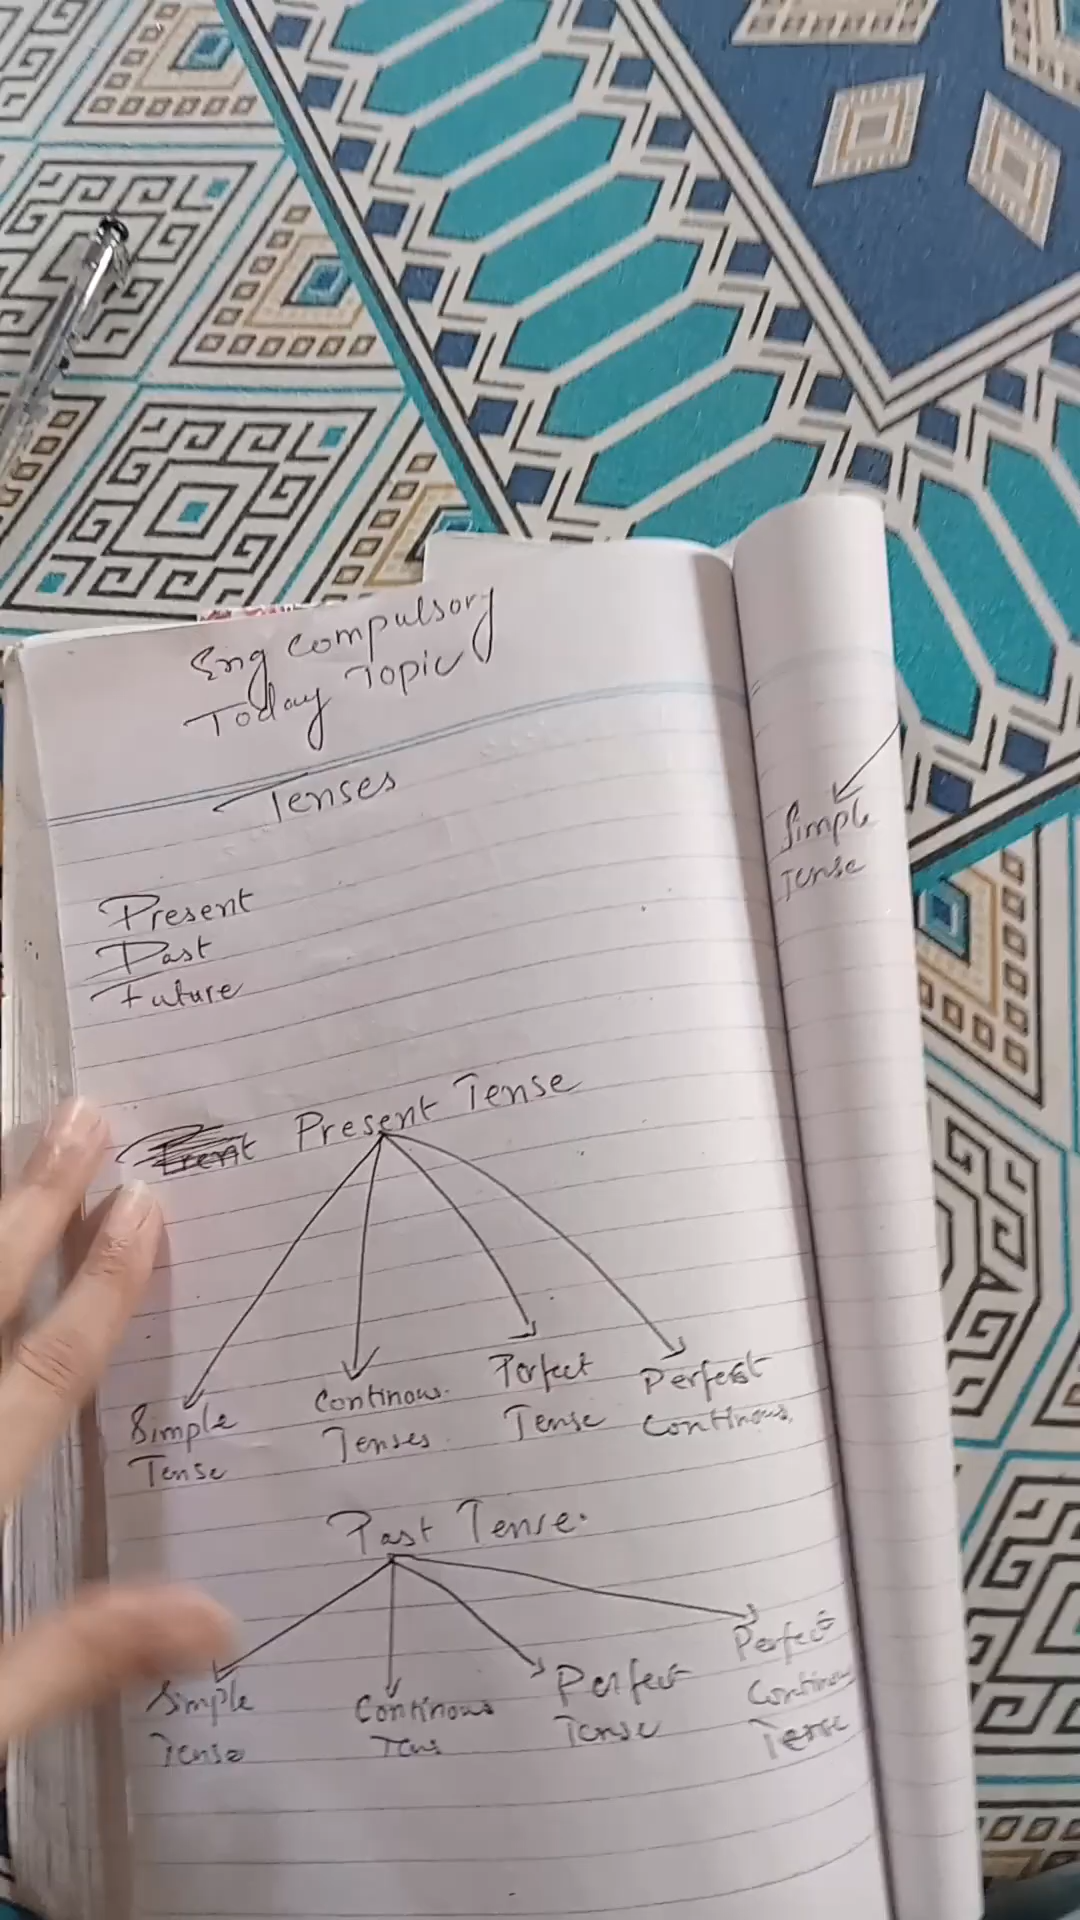 Eng Compulsory
Today Topic
Tenses
Present
Past
Future
Present Tense
Simple
Tense
Continous.
Tenses
Perfect
Tense
Perfect
Continous.
Past Tense.
Simple
Tense
Continous
Tens
Perfect
Tense
Perfect
Continous
Tense
Simple
Tense